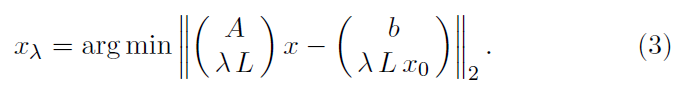 x_λ = arg min ‖ ( A λ L ) x − ( b λ L x_0 ) ‖_2 . (3)